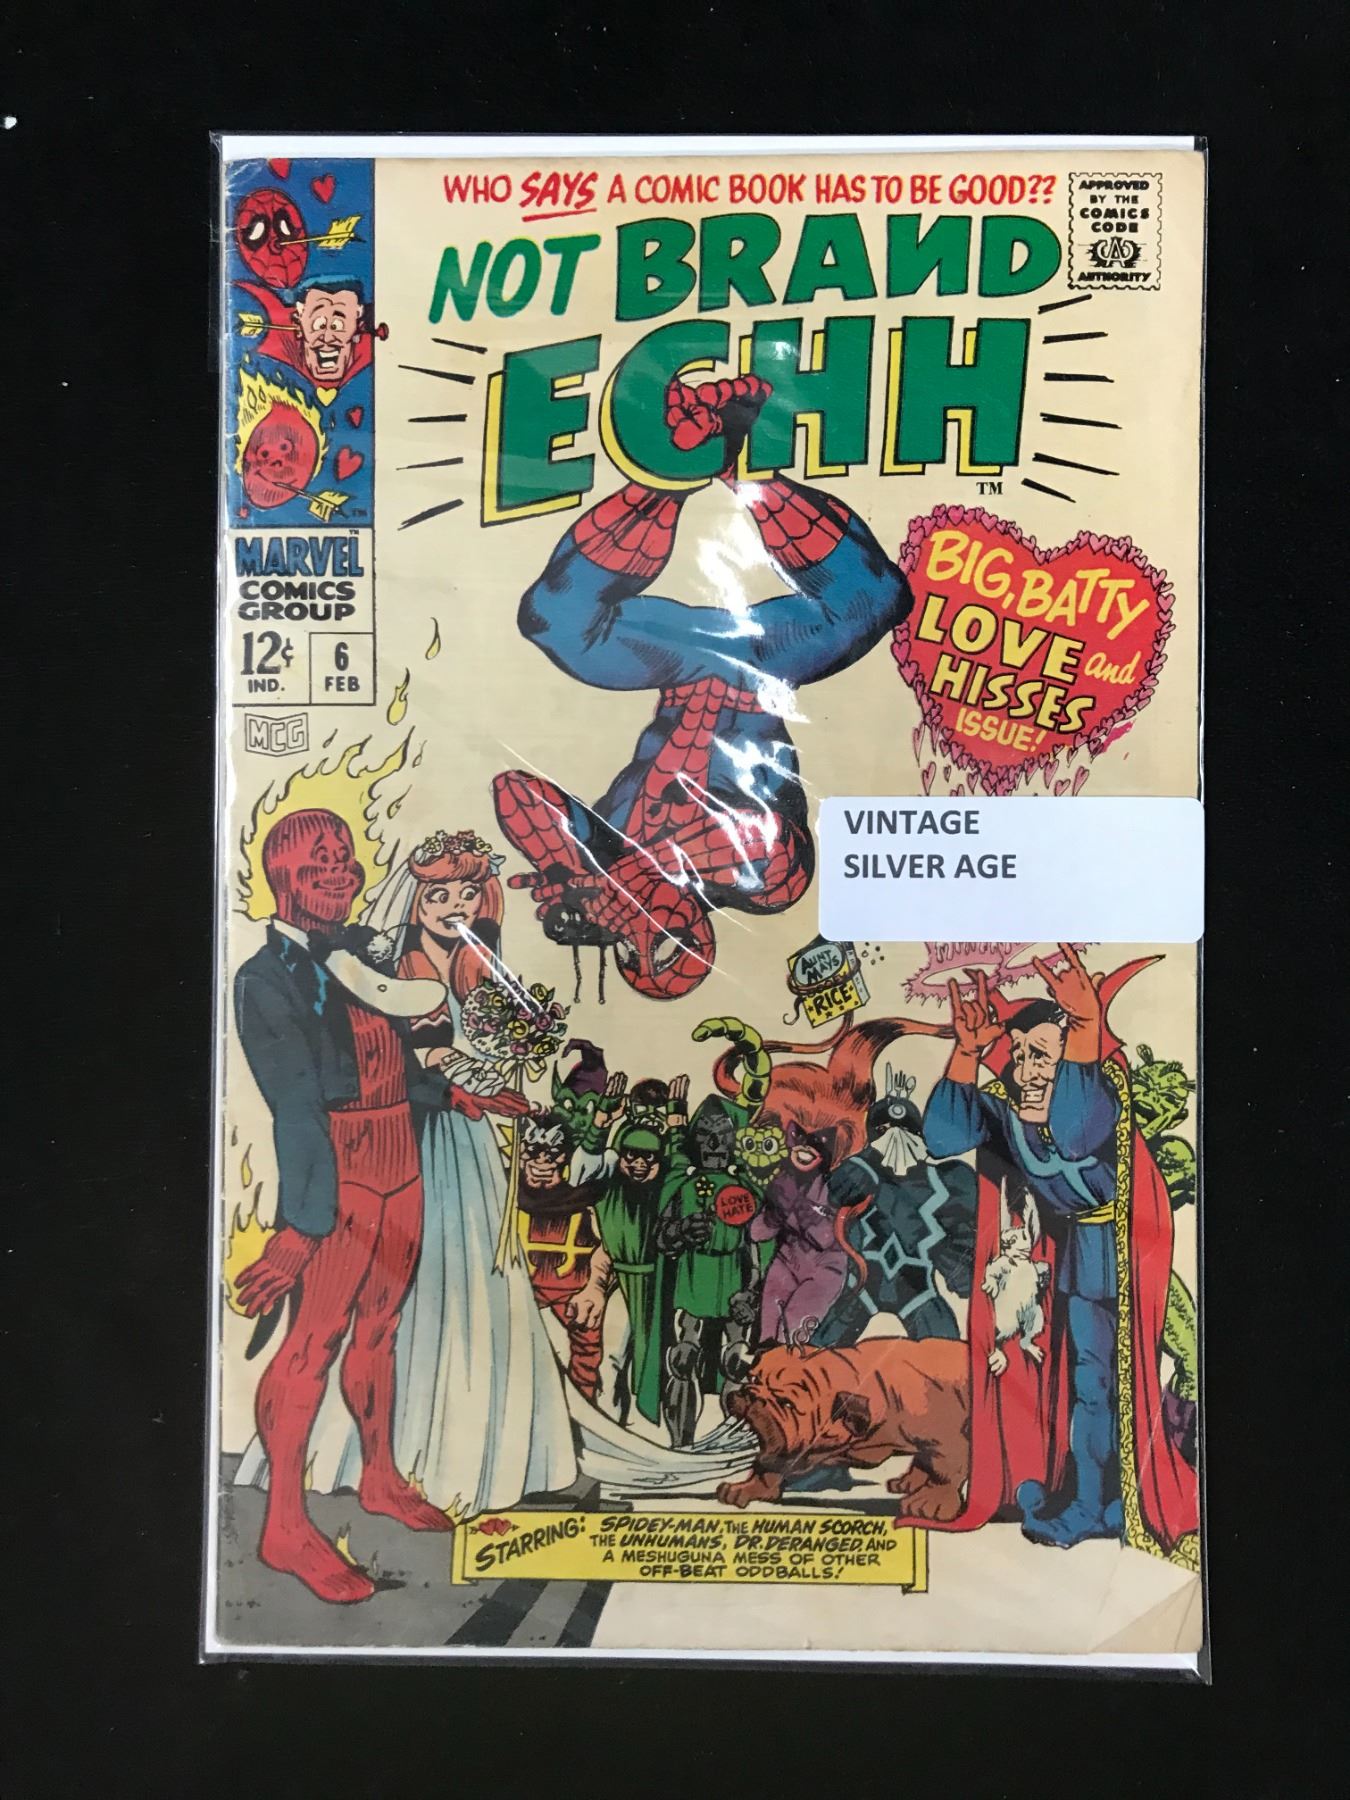 WHO SAYS A COMIC BOOK HAS TO BE GOOD??
NOT BRAND
ECHH
TM
APPROVED
BY THE
COMICS
CODE
CA
AUTHORITY
MARVEL
COMICS
GROUP
12¢
IND.
6
FEB
MCG
BIG, BATTY
LOVE and
HISSES
ISSUE!
VINTAGE
SILVER AGE
AUNT
MAYS
RICE
LOVE
HATE
STARRING: SPIDEY-MAN, THE HUMAN SCORCH,
THE UNHUMANS, DR. DERANGED, AND
A MESHUGUNA MESS OF OTHER
OFF-BEAT ODDBALLS!